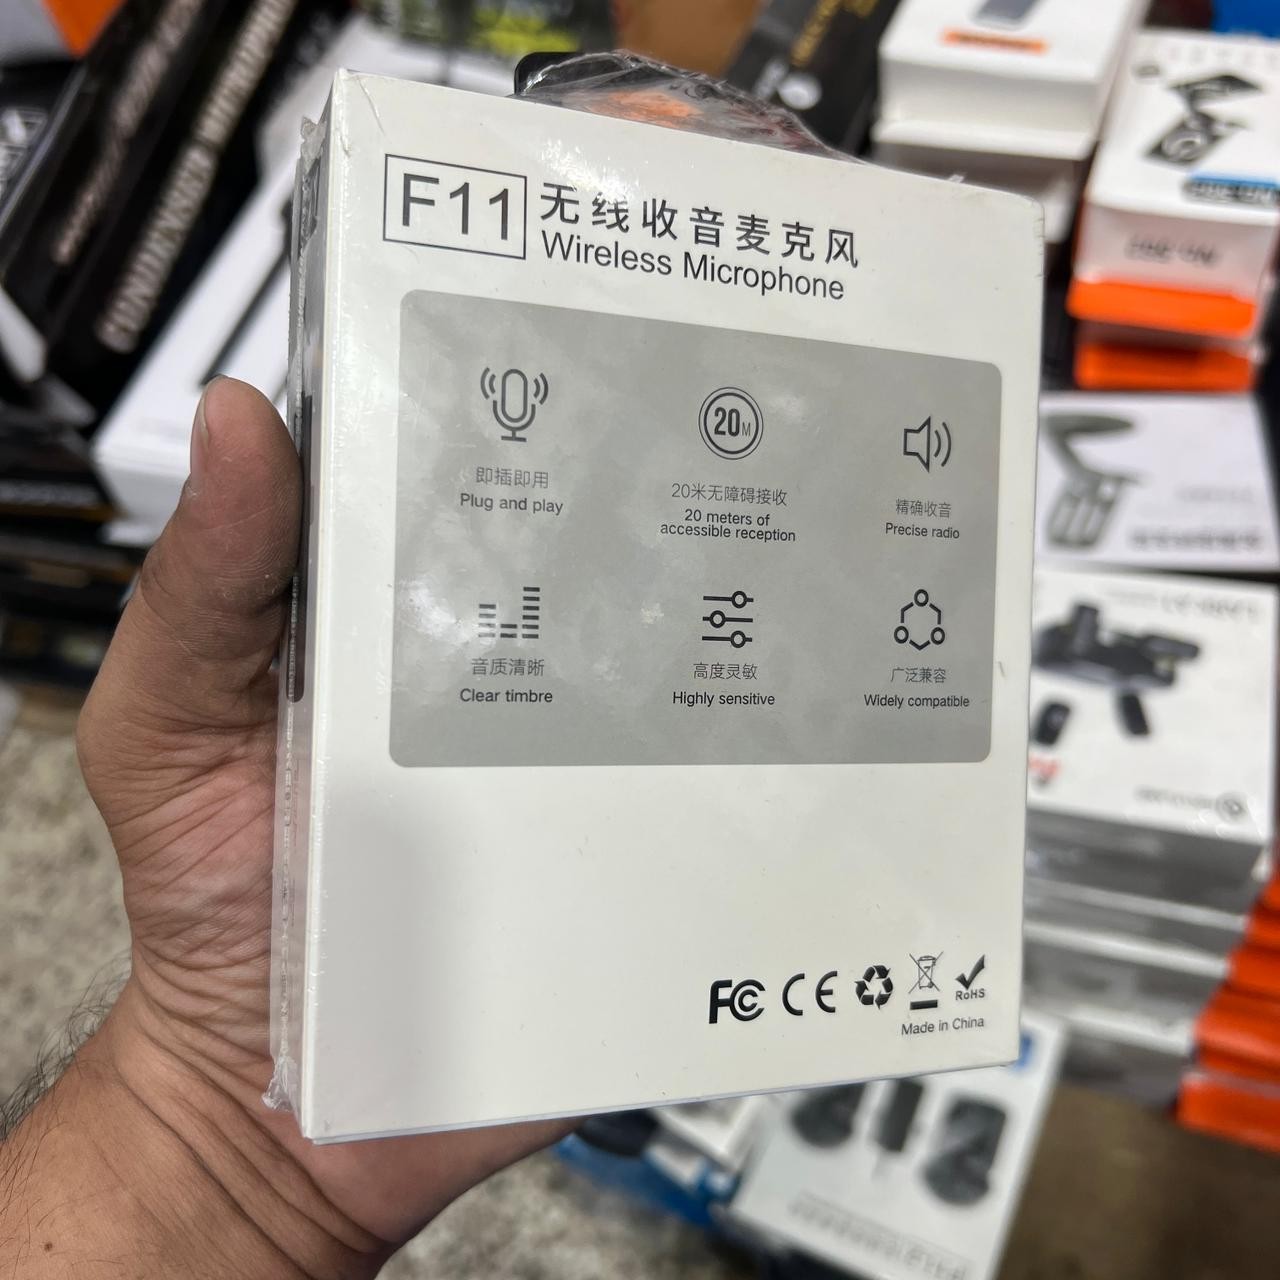 F11
无线收音麦克风
Wireless Microphone
20M
即插即用
Plug and play
20米无障碍接收
20 meters of
accessible reception
精确收音
Precise radio
音质清晰
Clear timbre
高度灵敏
Highly sensitive
广泛兼容
Widely compatible
FC CE
RoHS
Made in China
CONDENSER MICROPHONE